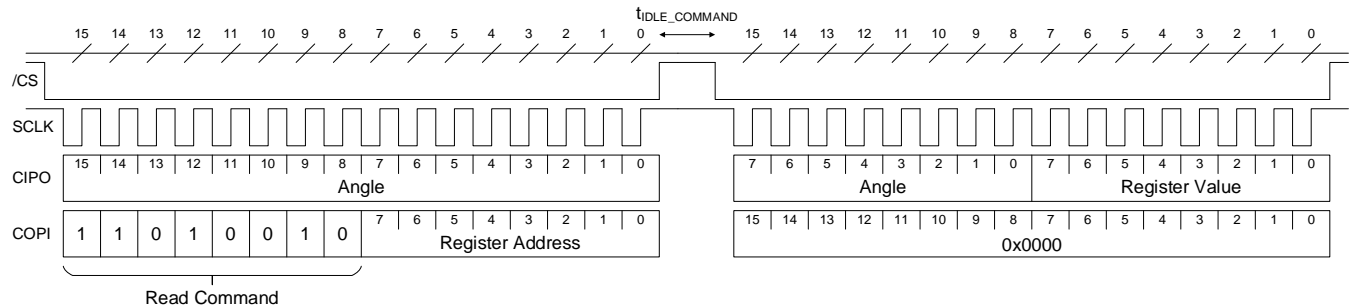 tIDLE_COMMAND
15 14 13 12 11 10 9 8 7 6 5 4 3 2 1 0 15 14 13 12 11 10 9 8 7 6 5 4 3 2 1 0
/CS
SCLK
15 14 13 12 11 10 9 8 7 6 5 4 3 2 1 0 7 6 5 4 3 2 1 0 7 6 5 4 3 2 1 0
CIPO Angle Angle Register Value
7 6 5 4 3 2 1 0 15 14 13 12 11 10 9 8 7 6 5 4 3 2 1 0
COPI 1 1 0 1 0 0 1 0 Register Address 0x0000
Read Command